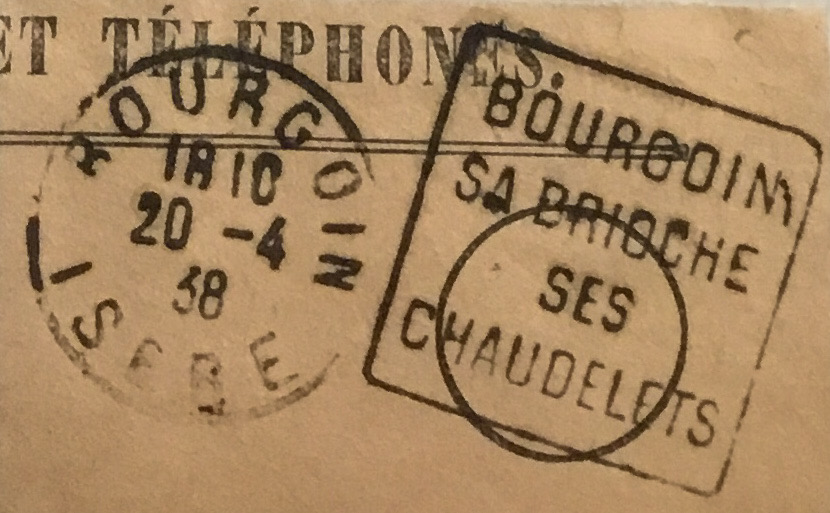 ET TÉLÉPHONES.
BOURGOIN
18 10
20 -4
38
ISERE
BOURGOIN
SA BRIOCHE
SES
CHAUDELETS